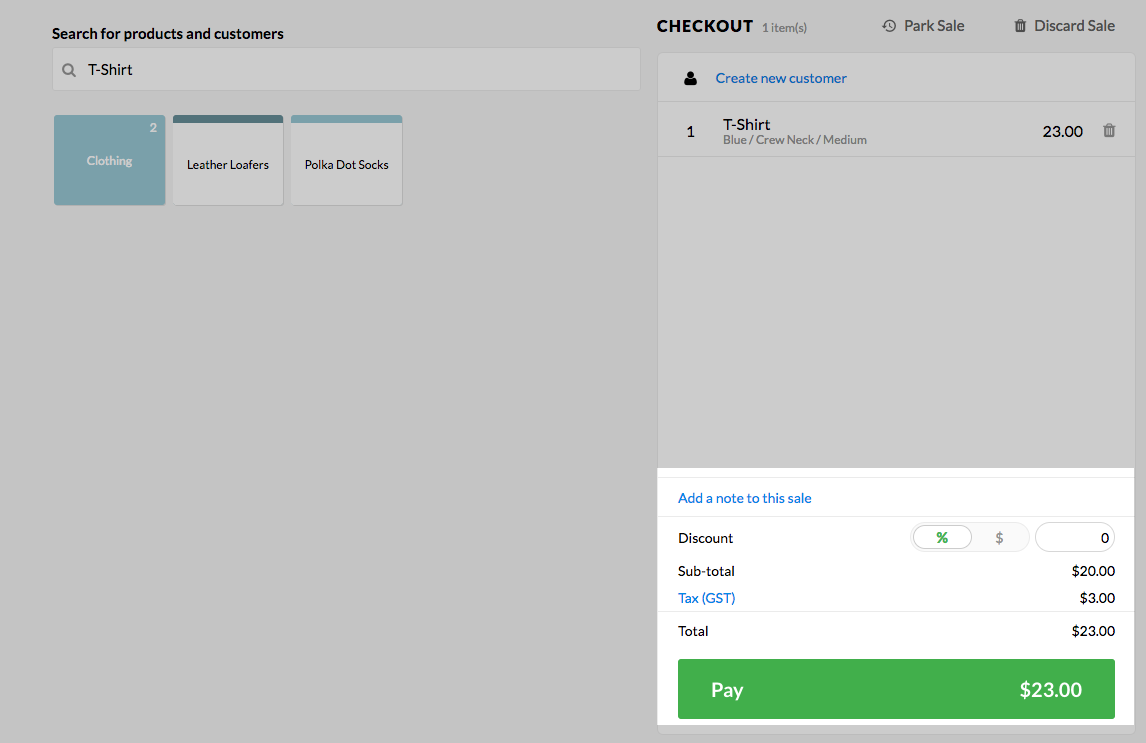 Search for products and customers
T-Shirt
2
Clothing
Leather Loafers
Polka Dot Socks
CHECKOUT 1 item(s) Park Sale Discard Sale
Create new customer
1 T-Shirt 23.00
Blue / Crew Neck / Medium
Add a note to this sale
Discount % $ 0
Sub-total $20.00
Tax (GST) $3.00
Total $23.00
Pay $23.00